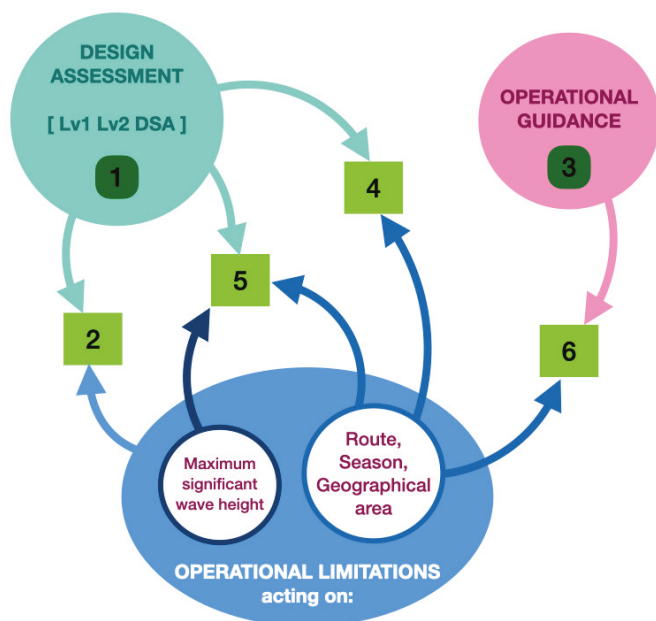 DESIGN
ASSESSMENT
[ Lv1 Lv2 DSA ]
1
OPERATIONAL
GUIDANCE
3
4
5
2
6
Maximum
significant
wave height
Route,
Season,
Geographical
area
OPERATIONAL LIMITATIONS
acting on: